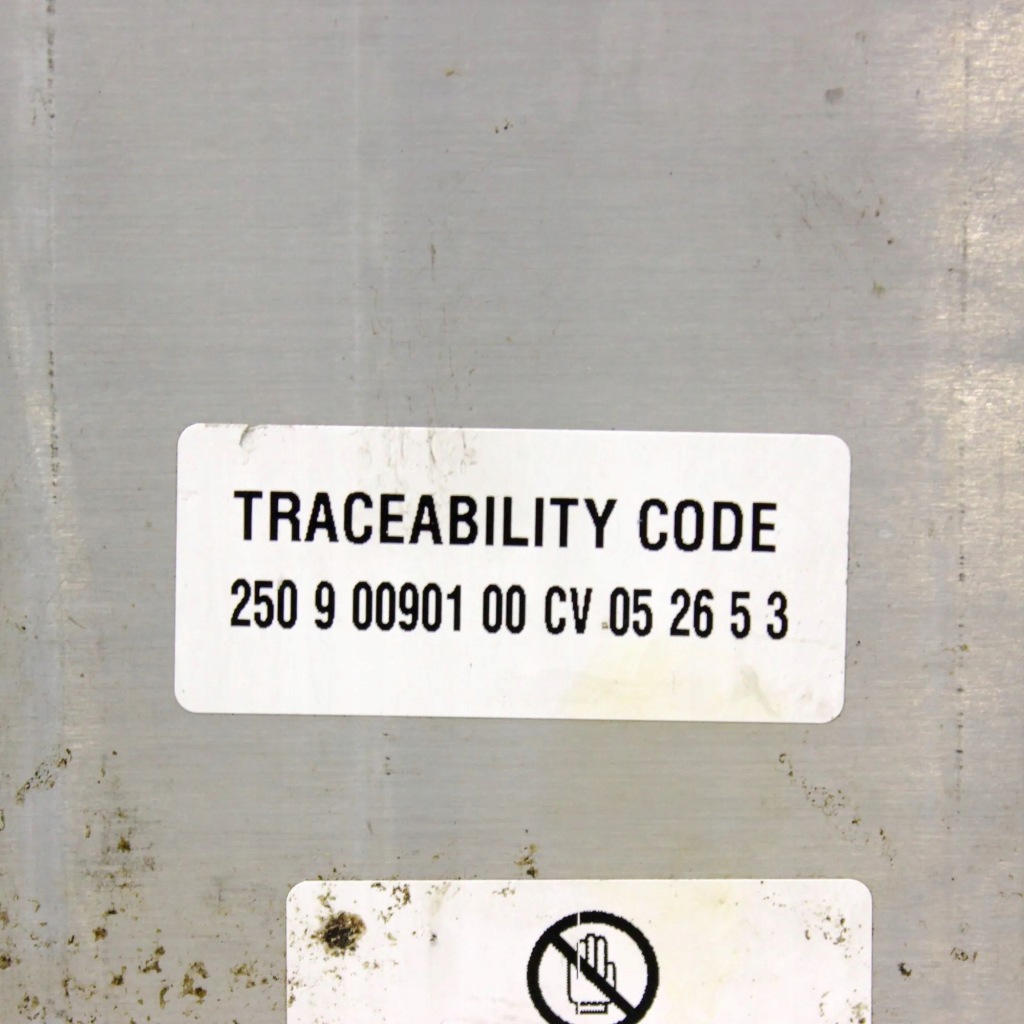 TRACEABILITY CODE
250 9 00901 00 CV 05 26 5 3